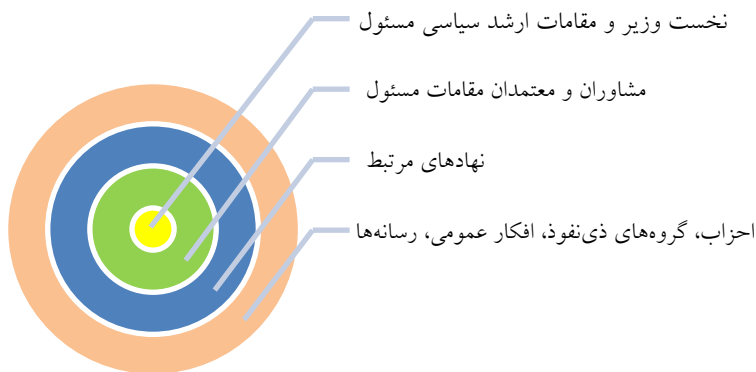 نخست وزیر و مقامات ارشد سیاسی مسئول
مشاوران و معتمدان مقامات مسئول
نهادهای مرتبط
احزاب، گروه‌های ذی‌نفوذ، افکار عمومی، رسانه‌ها